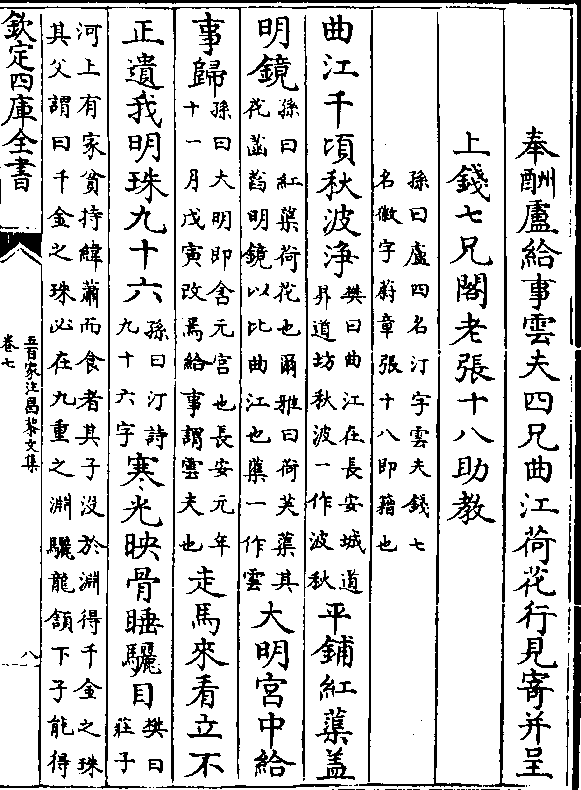 奉酬盧給事雲夫四兄曲江荷花行見寄并呈
上錢七兄閣老張十八助教
孫曰盧四名汀字雲夫錢七
名徽字蔚章張十八即籍也
曲江千頃秋波浄樊曰曲江在長安城道昇道坊秋波一作波秋平鋪紅蕖盖
明鏡孫曰紅蕖荷花也爾雅曰荷芙蕖其花菡萏明鏡以比曲江也蕖一作雲大明宮中給
事歸孫曰大明即含元宫也長安元年十一月戊寅改焉給事謂雲夫也走馬來看立不
正遺我明珠九十六孫曰汀詩九十六字寒光映骨睡驪目樊曰莊子
河上有家貧持緯蕭而食者其子沒於淵得千金之珠
其父謂曰千金之珠必在九重之淵驪龍頷下子能得
欽定四庫全書
五百家注昌黎文集
卷七
八